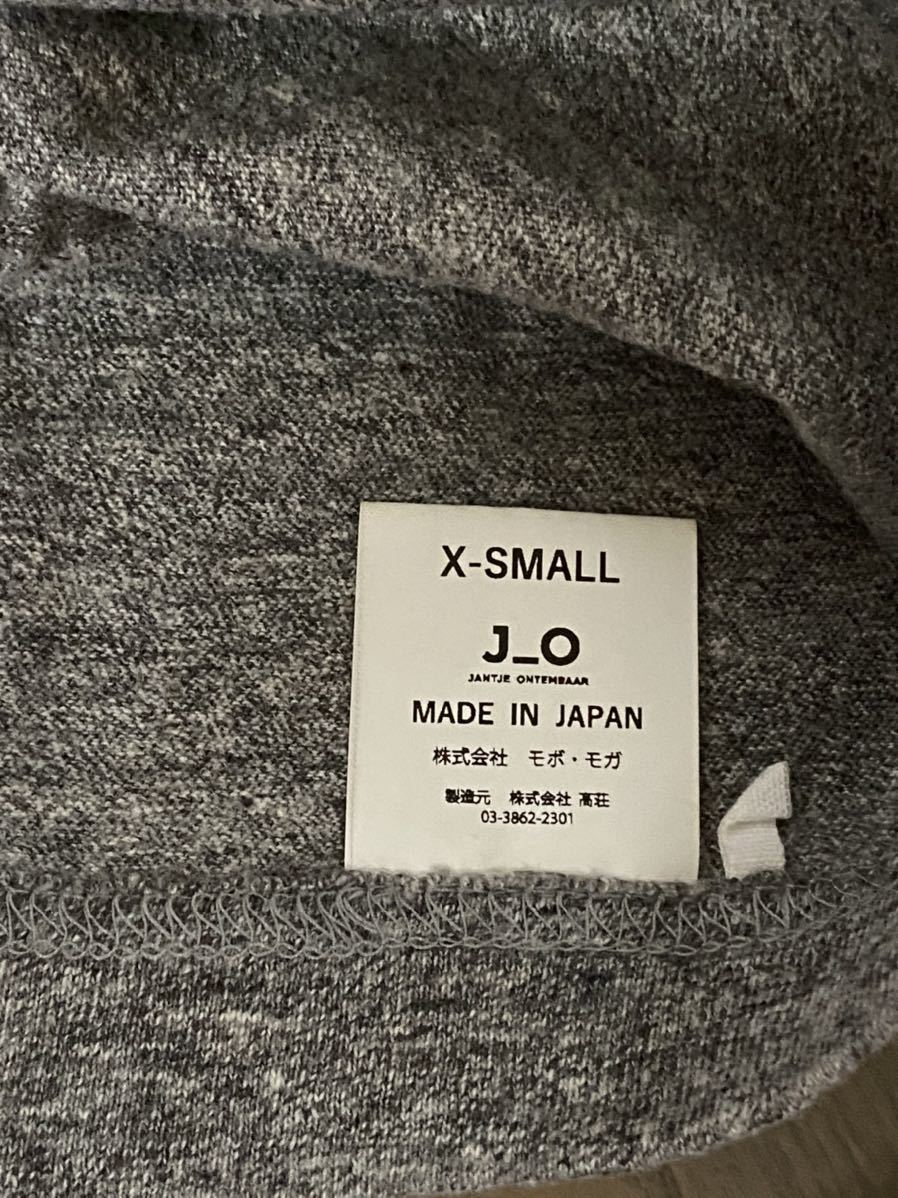 X-SMALL
J_O
JANTJE ONTEMBAAR
MADE IN JAPAN
株式会社　モボ・モガ
製造元　株式会社 高荘
03-3862-2301